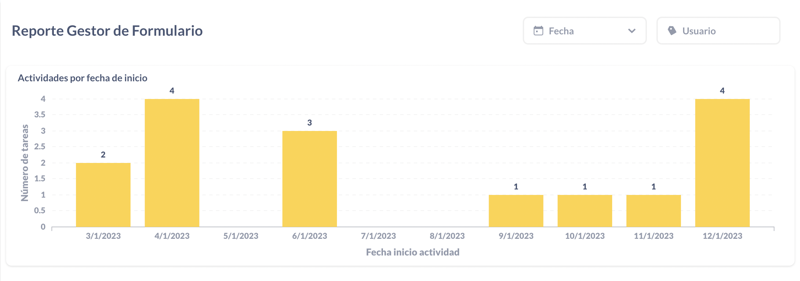 Reporte Gestor de Formulario
Fecha
Usuario
Actividades por fecha de inicio
Número de tareas
4
3.5
3
2.5
2
1.5
1
0.5
0
2
4
3
1
1
1
4
3/1/2023 4/1/2023 5/1/2023 6/1/2023 7/1/2023 8/1/2023 9/1/2023 10/1/2023 11/1/2023 12/1/2023
Fecha inicio actividad